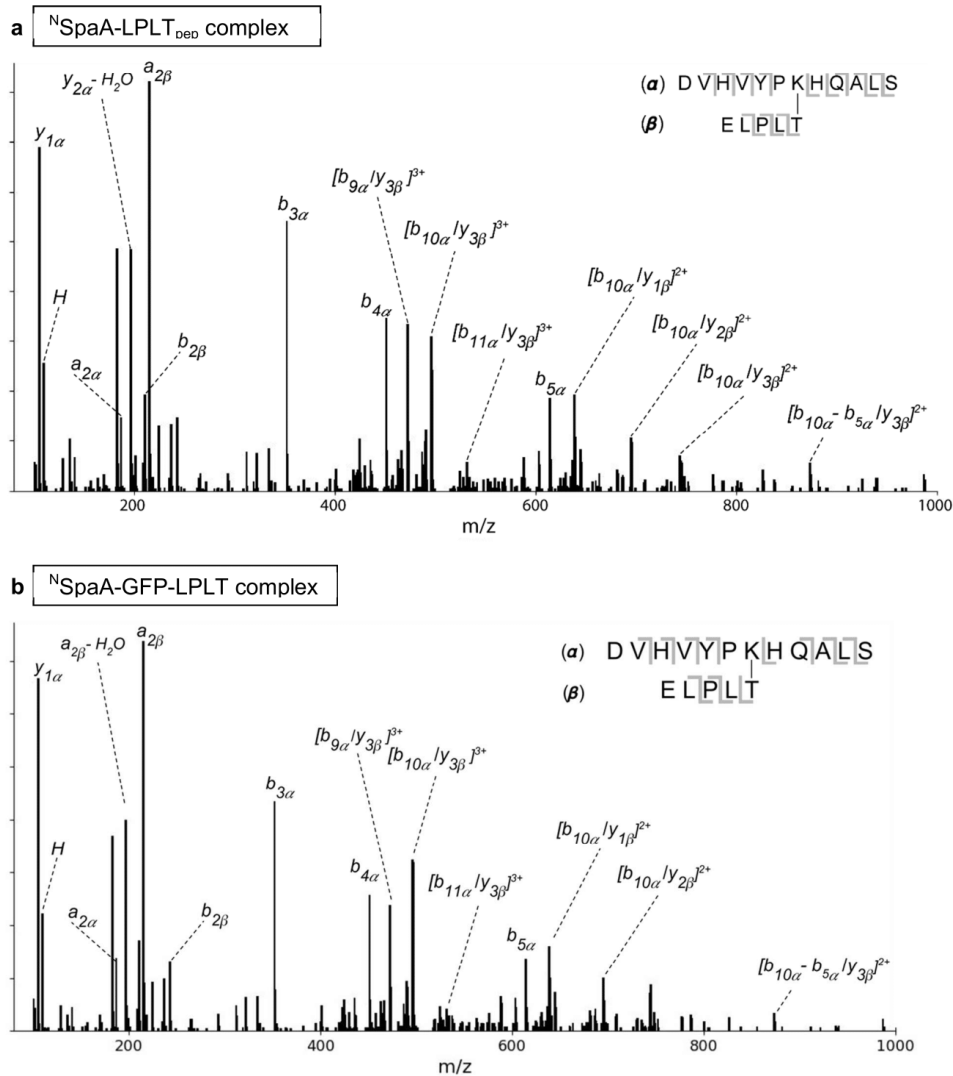 a NSpaA-LPLTpep complex
y2α- H2O
a2β
y1α
H
a2α
b2β
b3α
b4α
[b9α/y3β]3+
[b10α/y3β]3+
[b11α/y3β]3+
b5α
[b10α/y1β]2+
[b10α/y2β]2+
[b10α/y3β]2+
[b10α- b5α/y3β]2+
(α) D V H V Y P K H Q A L S
(β) E L P L T
200 400 600 800 1000
m/z
b NSpaA-GFP-LPLT complex
a2β- H2O
a2β
y1α
H
a2α
b2β
b3α
b4α
[b9α/y3β]3+
[b10α/y3β]3+
[b11α/y3β]3+
b5α
[b10α/y1β]2+
[b10α/y2β]2+
[b10α- b5α/y3β]2+
(α) D V H V Y P K H Q A L S
(β) E L P L T
200 400 600 800 1000
m/z